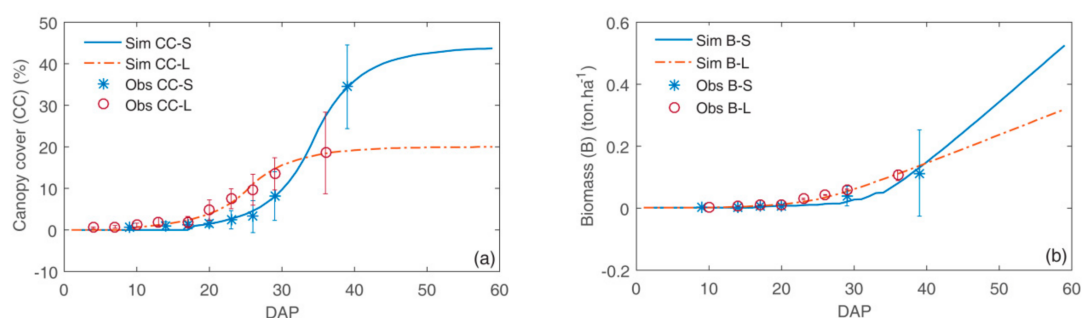 50
40
30
20
10
0
-10
Canopy cover (CC) (%)
Sim CC-S
Sim CC-L
Obs CC-S
Obs CC-L
(a)
0 10 20 30 40 50 60
DAP
0.6
0.4
0.2
0
-0.2
Biomass (B) (ton.ha-1)
Sim B-S
Sim B-L
Obs B-S
Obs B-L
(b)
0 10 20 30 40 50 60
DAP